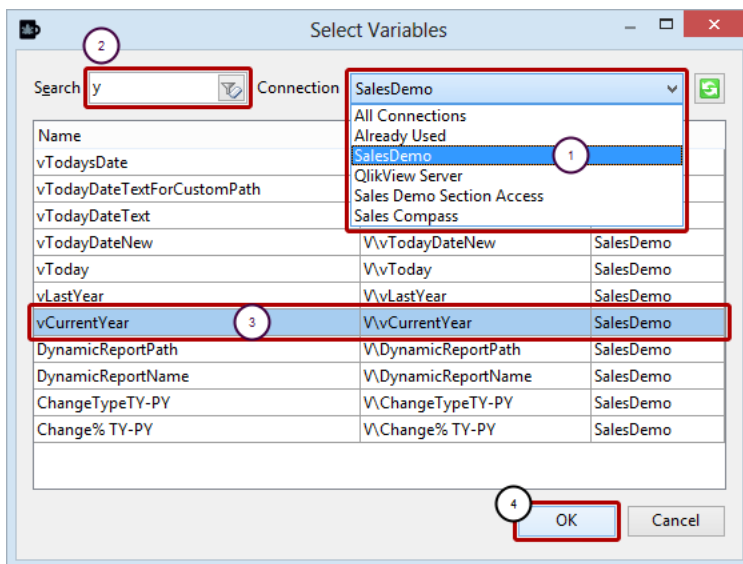 Select Variables
2
Search y Connection SalesDemo
All Connections
Already Used
SalesDemo 1
QlikView Server
Sales Demo Section Access
Sales Compass
Name
vTodaysDate
vTodayDateTextForCustomPath
vTodayDateText
vTodayDateNew V\vTodayDateNew SalesDemo
vToday V\vToday SalesDemo
vLastYear V\vLastYear SalesDemo
vCurrentYear 3 V\vCurrentYear SalesDemo
DynamicReportPath V\DynamicReportPath SalesDemo
DynamicReportName V\DynamicReportName SalesDemo
ChangeTypeTY-PY V\ChangeTypeTY-PY SalesDemo
Change% TY-PY V\Change% TY-PY SalesDemo
4
OK Cancel